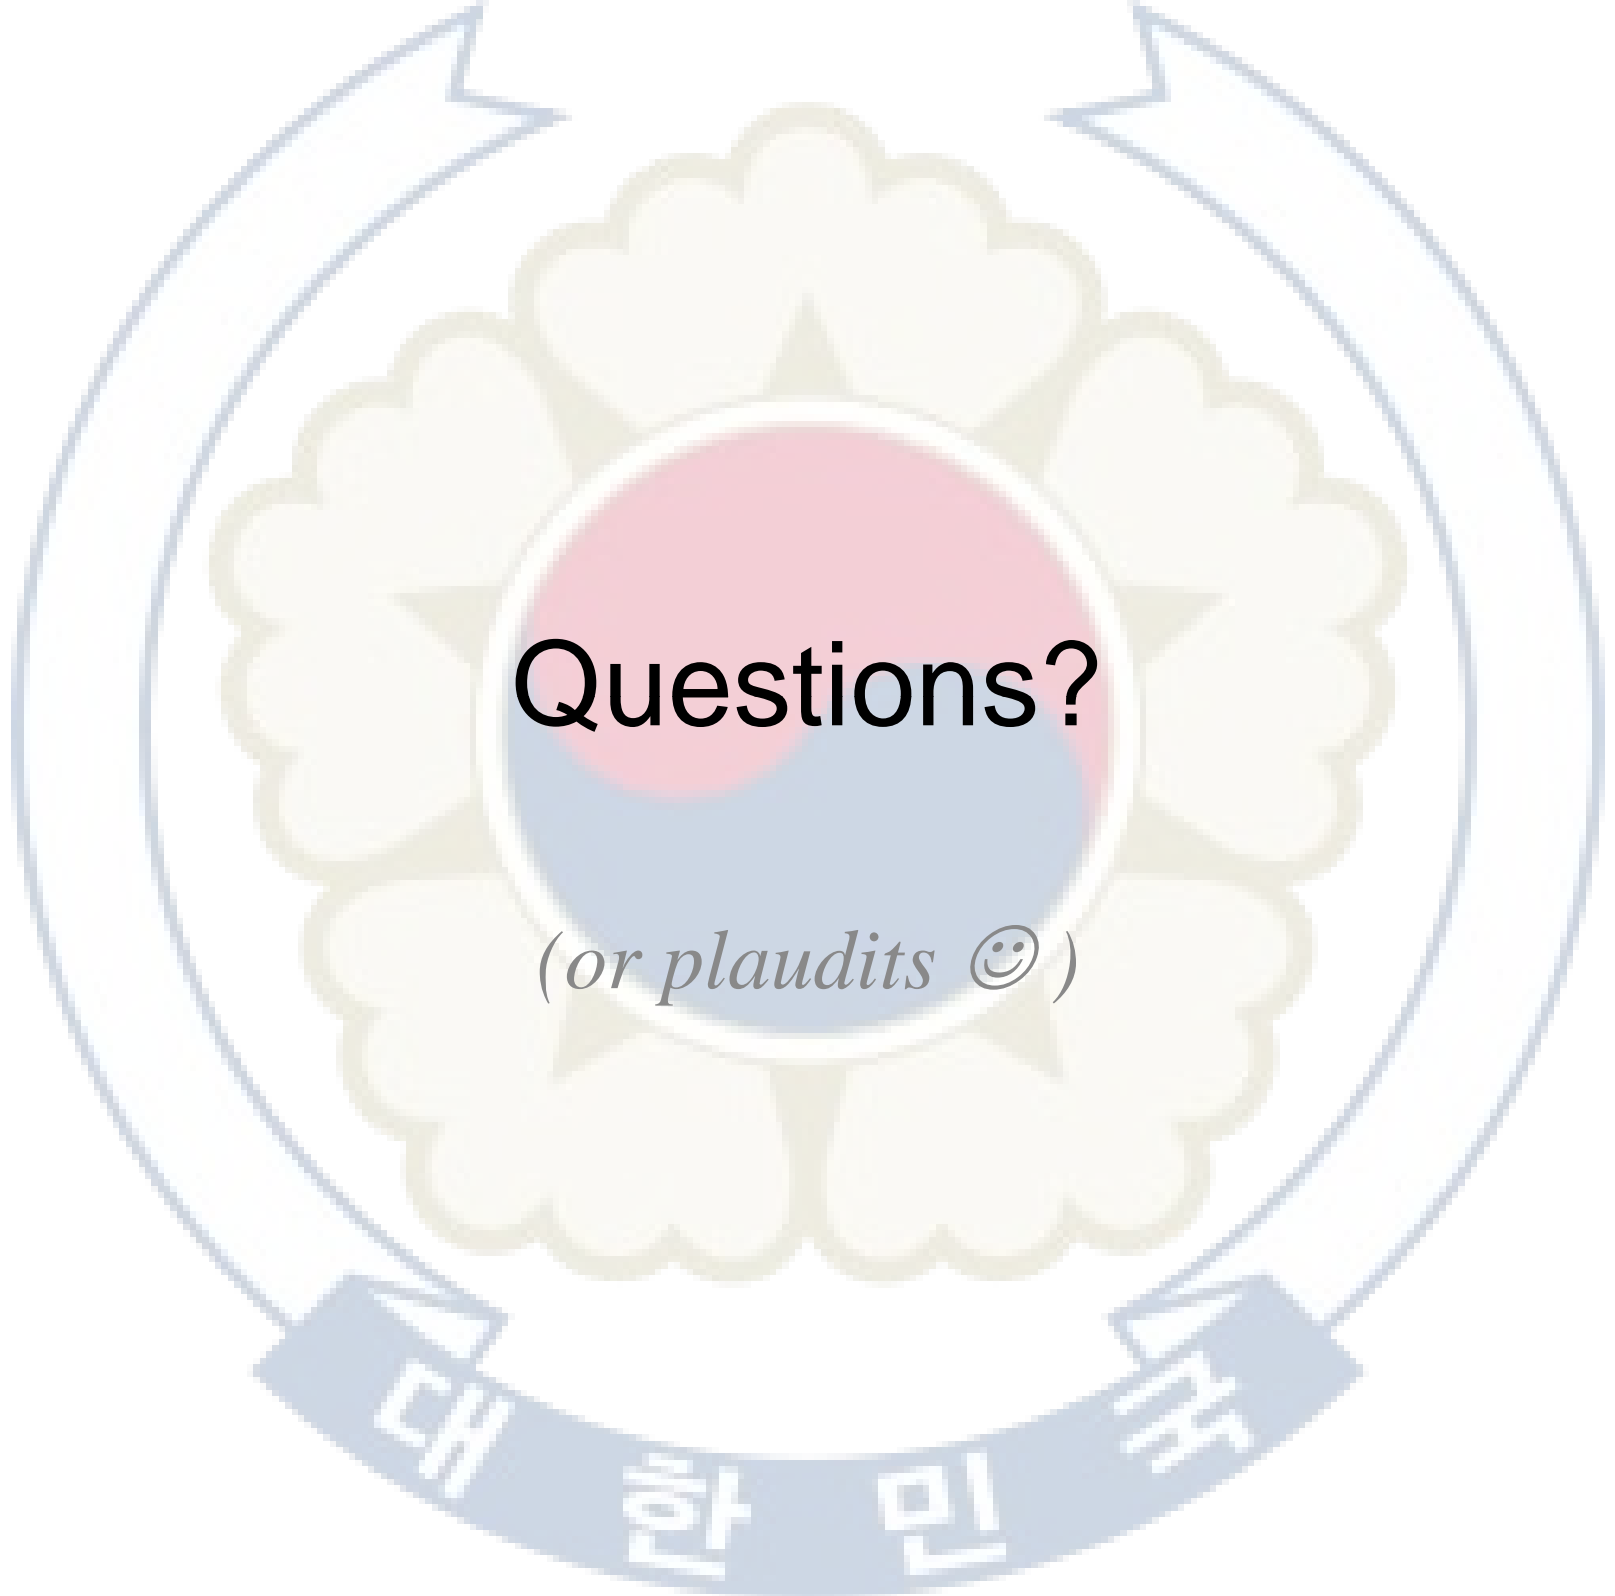 Questions?
(or plaudits ☺)
대한민국